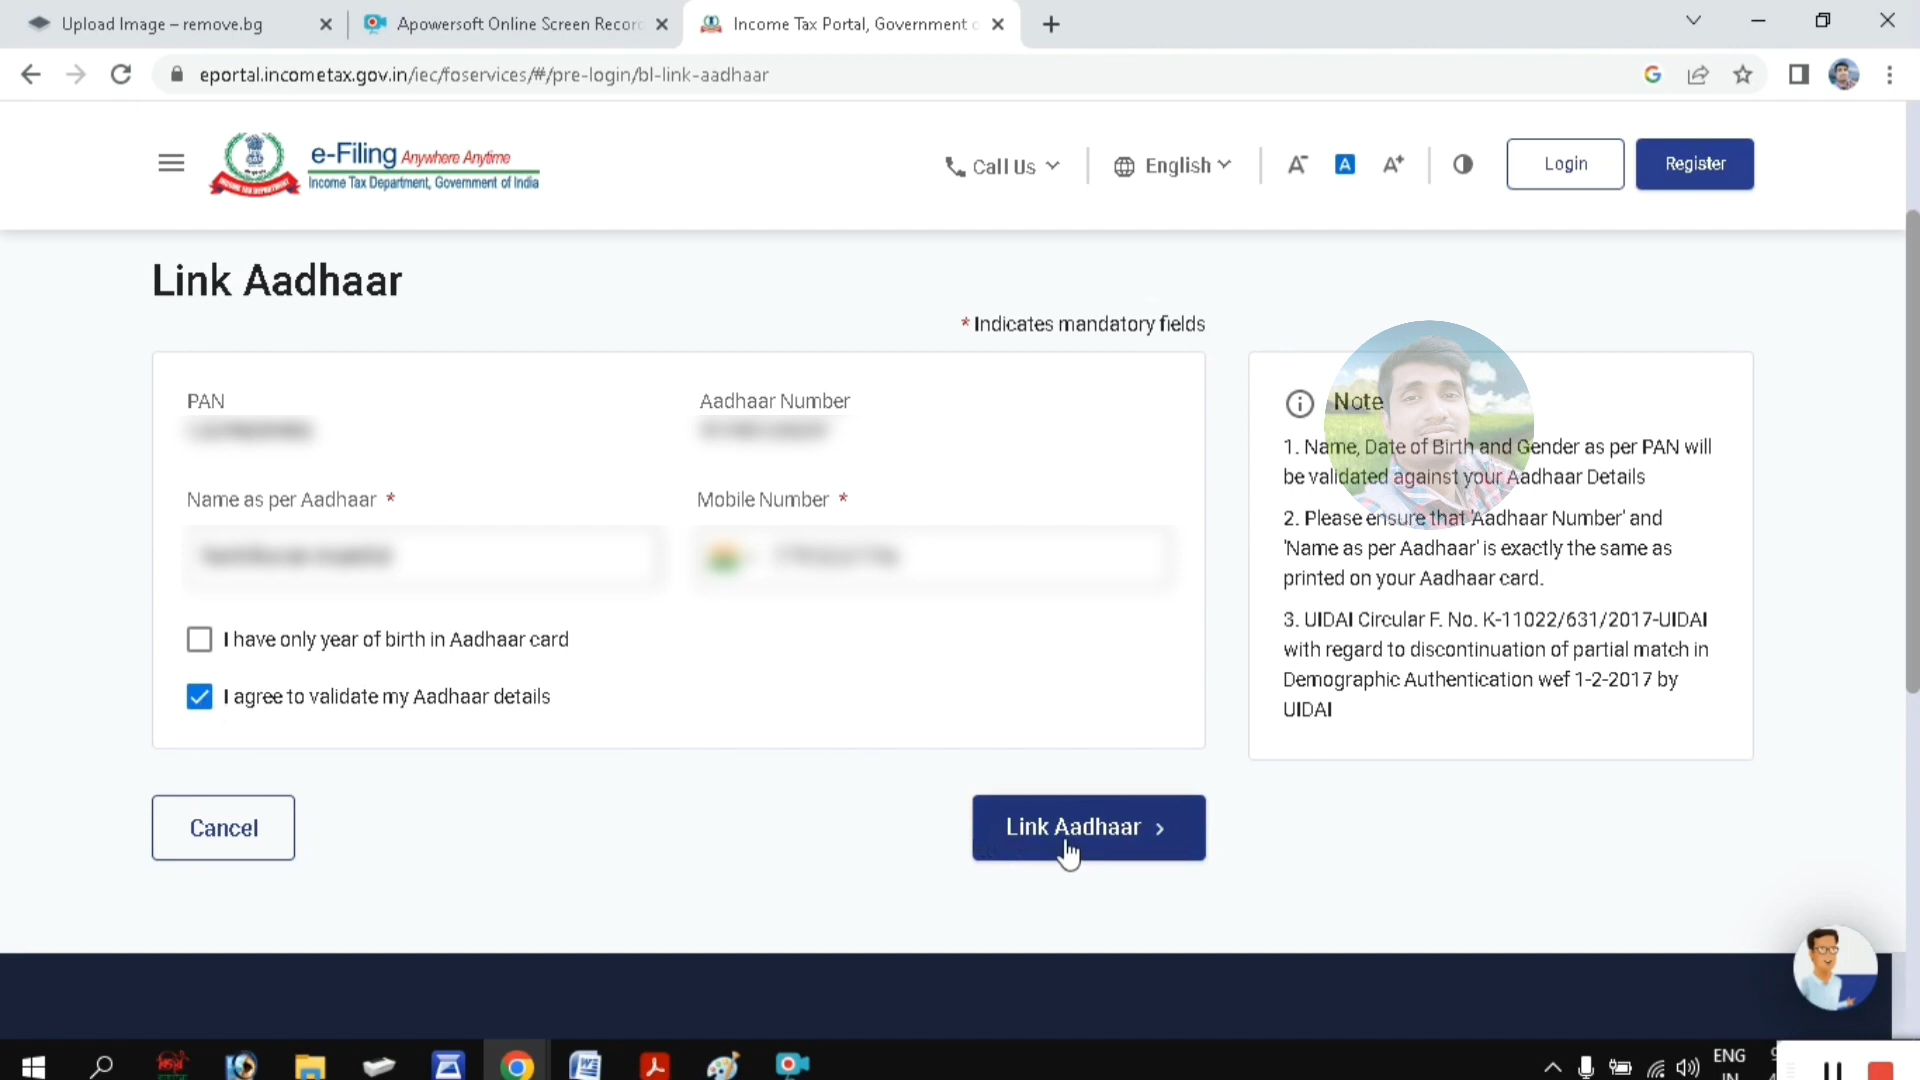 Upload Image – remove.bg
Apowersoft Online Screen Recor
Income Tax Portal, Government
eportal.incometax.gov.in/iec/foservices/#/pre-login/bl-link-aadhaar
e-Filing Anywhere Anytime
Income Tax Department, Government of India
Call Us
English
A-
A
A+
Login
Register
Link Aadhaar
* Indicates mandatory fields
PAN
Aadhaar Number
Name as per Aadhaar *
Mobile Number *
I have only year of birth in Aadhaar card
I agree to validate my Aadhaar details
Cancel
Link Aadhaar >
Note
1. Name, Date of Birth and Gender as per PAN will
be validated against your Aadhaar Details
2. Please ensure that 'Aadhaar Number' and
'Name as per Aadhaar' is exactly the same as
printed on your Aadhaar card.
3. UIDAI Circular F. No. K-11022/631/2017-UIDAI
with regard to discontinuation of partial match in
Demographic Authentication wef 1-2-2017 by
UIDAI
ENG
IN